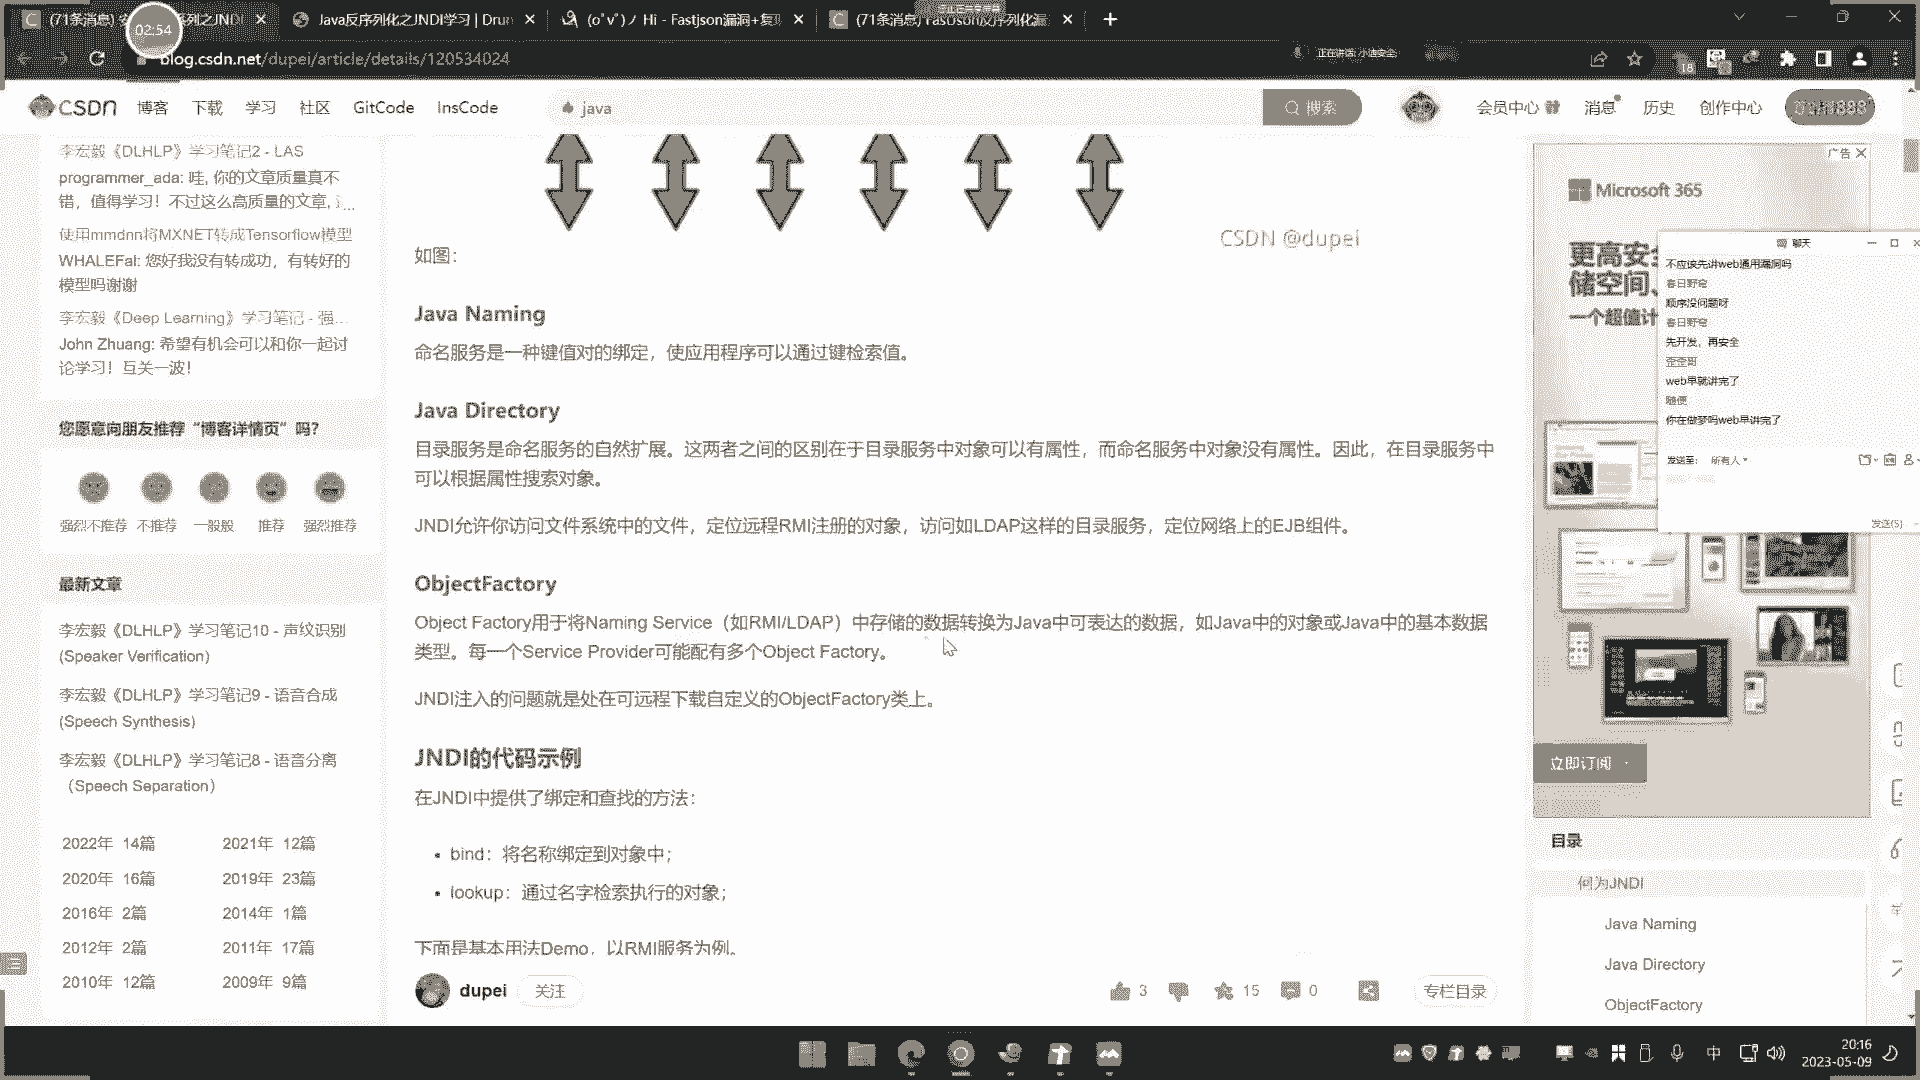 (71条消息)
系列之JNDI
Java反序列化之JNDI学习 | Dru
(o゚v゚)ノ Hi - Fastjson漏洞+复现
(71条消息) FastJson反序列化漏
02:54
blog.csdn.net/dupei/article/details/120534024
正在讲话: 小迪安全
18
CSDN
博客 下载 学习 社区 GitCode InsCode
java
搜索
会员中心 消息 历史 创作中心
李宏毅《DLHLP》学习笔记2 - LAS
programmer_ada: 哇, 你的文章质量真不
错，值得学习！不过这么高质量的文章,
使用mmdnn将MXNET转成Tensorflow模型
WHALEFal: 您好我没有转成功，有转好的
模型吗谢谢
李宏毅《Deep Learning》学习笔记 - 强...
John Zhuang: 希望有机会可以和你一起讨
论学习！互关一波！
您愿意向朋友推荐“博客详情页”吗？
强烈不推荐 不推荐 一般般 推荐 强烈推荐
最新文章
李宏毅《DLHLP》学习笔记10 - 声纹识别
(Speaker Verification)
李宏毅《DLHLP》学习笔记9 - 语音合成
(Speech Synthesis)
李宏毅《DLHLP》学习笔记8 - 语音分离
（Speech Separation）
2022年 14篇 2021年 12篇
2020年 16篇 2019年 23篇
2016年 2篇 2014年 1篇
2012年 2篇 2011年 17篇
2010年 12篇 2009年 9篇
CSDN @dupei
如图：
Java Naming
命名服务是一种键值对的绑定，使应用程序可以通过键检索值。
Java Directory
目录服务是命名服务的自然扩展。这两者之间的区别在于目录服务中对象可以有属性，而命名服务中对象没有属性。因此，在目录服务中
可以根据属性搜索对象。
JNDI允许你访问文件系统中的文件，定位远程RMI注册的对象，访问如LDAP这样的目录服务，定位网络上的EJB组件。
ObjectFactory
Object Factory用于将Naming Service（如RMI/LDAP）中存储的数据转换为Java中可表达的数据，如Java中的对象或Java中的基本数据
类型。每一个Service Provider可能配有多个Object Factory。
JNDI注入的问题就是处在可远程下载自定义的ObjectFactory类上。
JNDI的代码示例
在JNDI中提供了绑定和查找的方法：
bind：将名称绑定到对象中；
lookup：通过名字检索执行的对象；
下面是基本用法Demo，以RMI服务为例。
dupei 关注
3 15 0 专栏目录
广告
Microsoft 365
更高安全
储空间、
一个超值计
立即订阅
聊天
不应该先讲web通用漏洞吗
春日野穹
顺序没问题呀
春日野穹
先开发，再安全
歪歪哥
web早就讲完了
随便
你在做梦吗web早讲完了
发送至: 所有人
发送(S)
目录
何为JNDI
Java Naming
Java Directory
ObjectFactory
中
20:16
2023-05-09